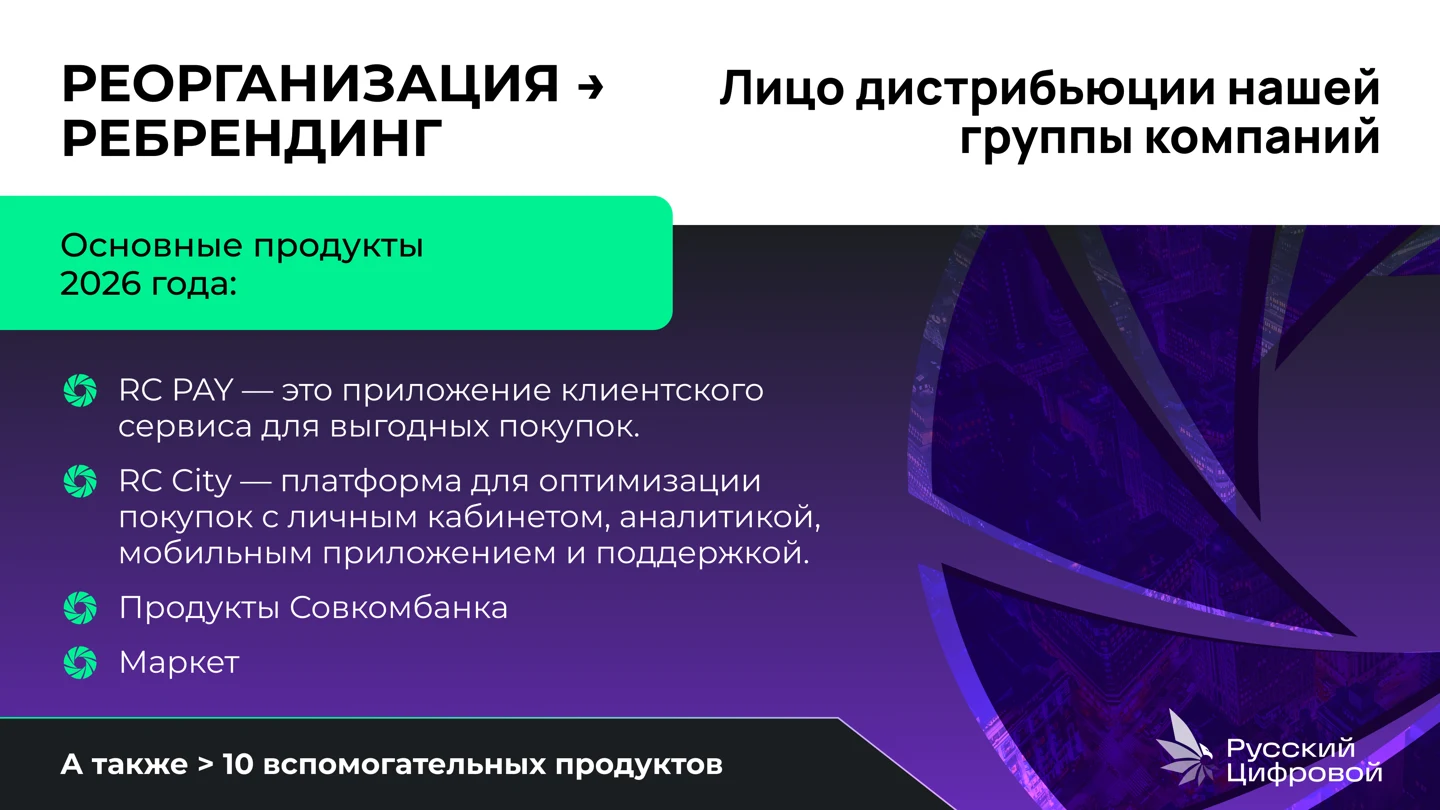 РЕОРГАНИЗАЦИЯ →
РЕБРЕНДИНГ
Лицо дистрибьюции нашей
группы компаний
Основные продукты
2026 года:
RC PAY — это приложение клиентского
сервиса для выгодных покупок.
RC City — платформа для оптимизации
покупок с личным кабинетом, аналитикой,
мобильным приложением и поддержкой.
Продукты Совкомбанка
Маркет
А также > 10 вспомогательных продуктов
Русский
Цифровой